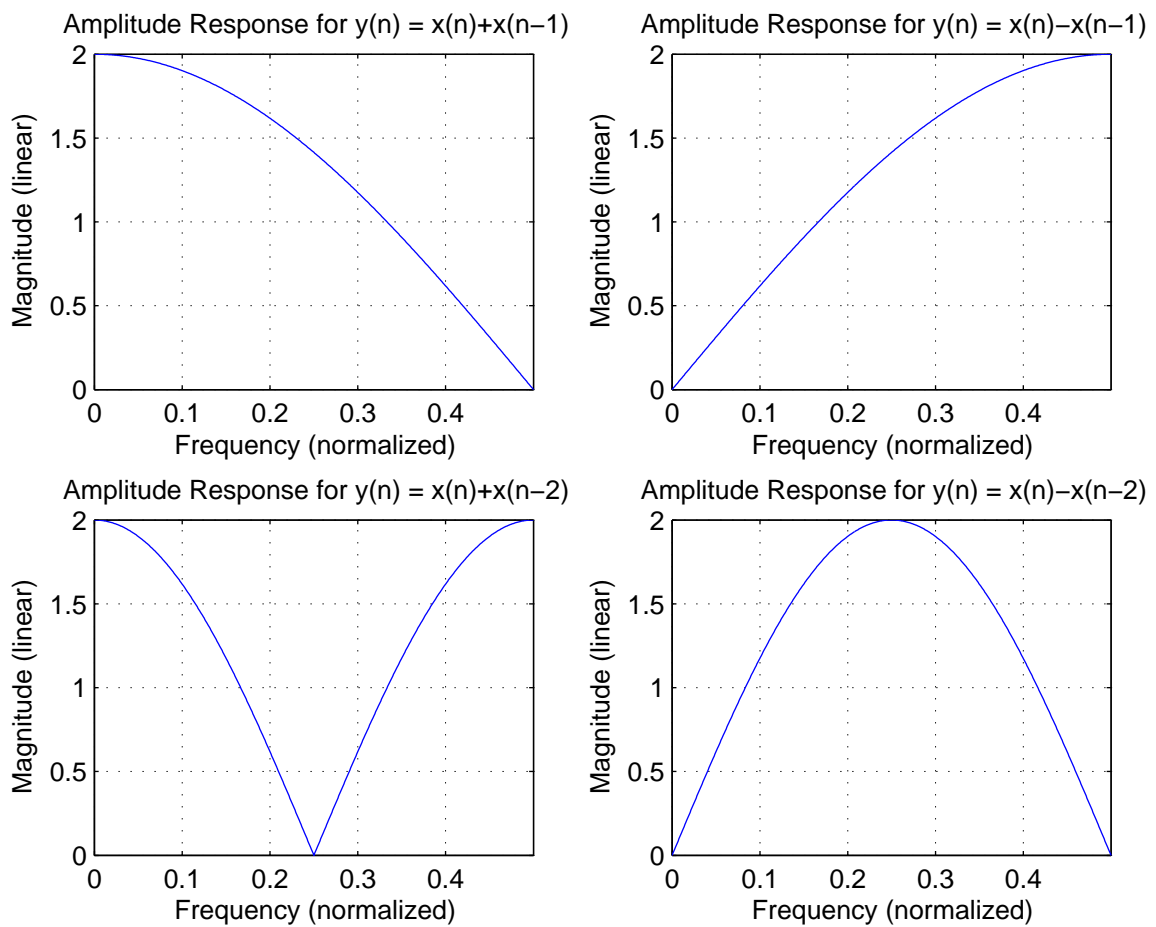 Amplitude Response for y(n) = x(n)+x(n−1)
2
1.5
1
0.5
0
Magnitude (linear)
0 0.1 0.2 0.3 0.4
Frequency (normalized)
Amplitude Response for y(n) = x(n)−x(n−1)
2
1.5
1
0.5
0
Magnitude (linear)
0 0.1 0.2 0.3 0.4
Frequency (normalized)
Amplitude Response for y(n) = x(n)+x(n−2)
2
1.5
1
0.5
0
Magnitude (linear)
0 0.1 0.2 0.3 0.4
Frequency (normalized)
Amplitude Response for y(n) = x(n)−x(n−2)
2
1.5
1
0.5
0
Magnitude (linear)
0 0.1 0.2 0.3 0.4
Frequency (normalized)